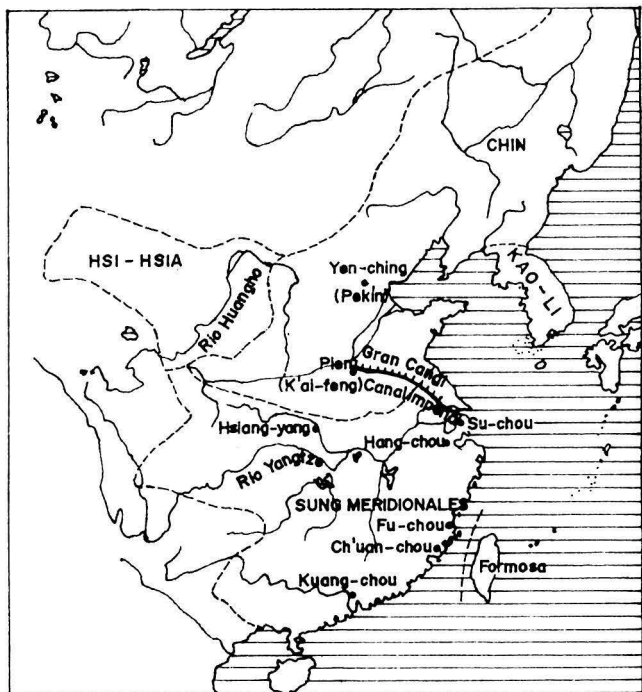 CHIN
HSI-HSIA
Rio Huangho
KAO-LI
Yen-ching
(Pekin)
Pien
Gran Canal
(K'ai-feng)
Canal Imperial
Su-chou
Hsiang-yang
Hang-chou
Rio Yangtze
SUNG MERIDIONALES
Fu-chou
Ch'uan-chou
Formosa
Kuang-chou